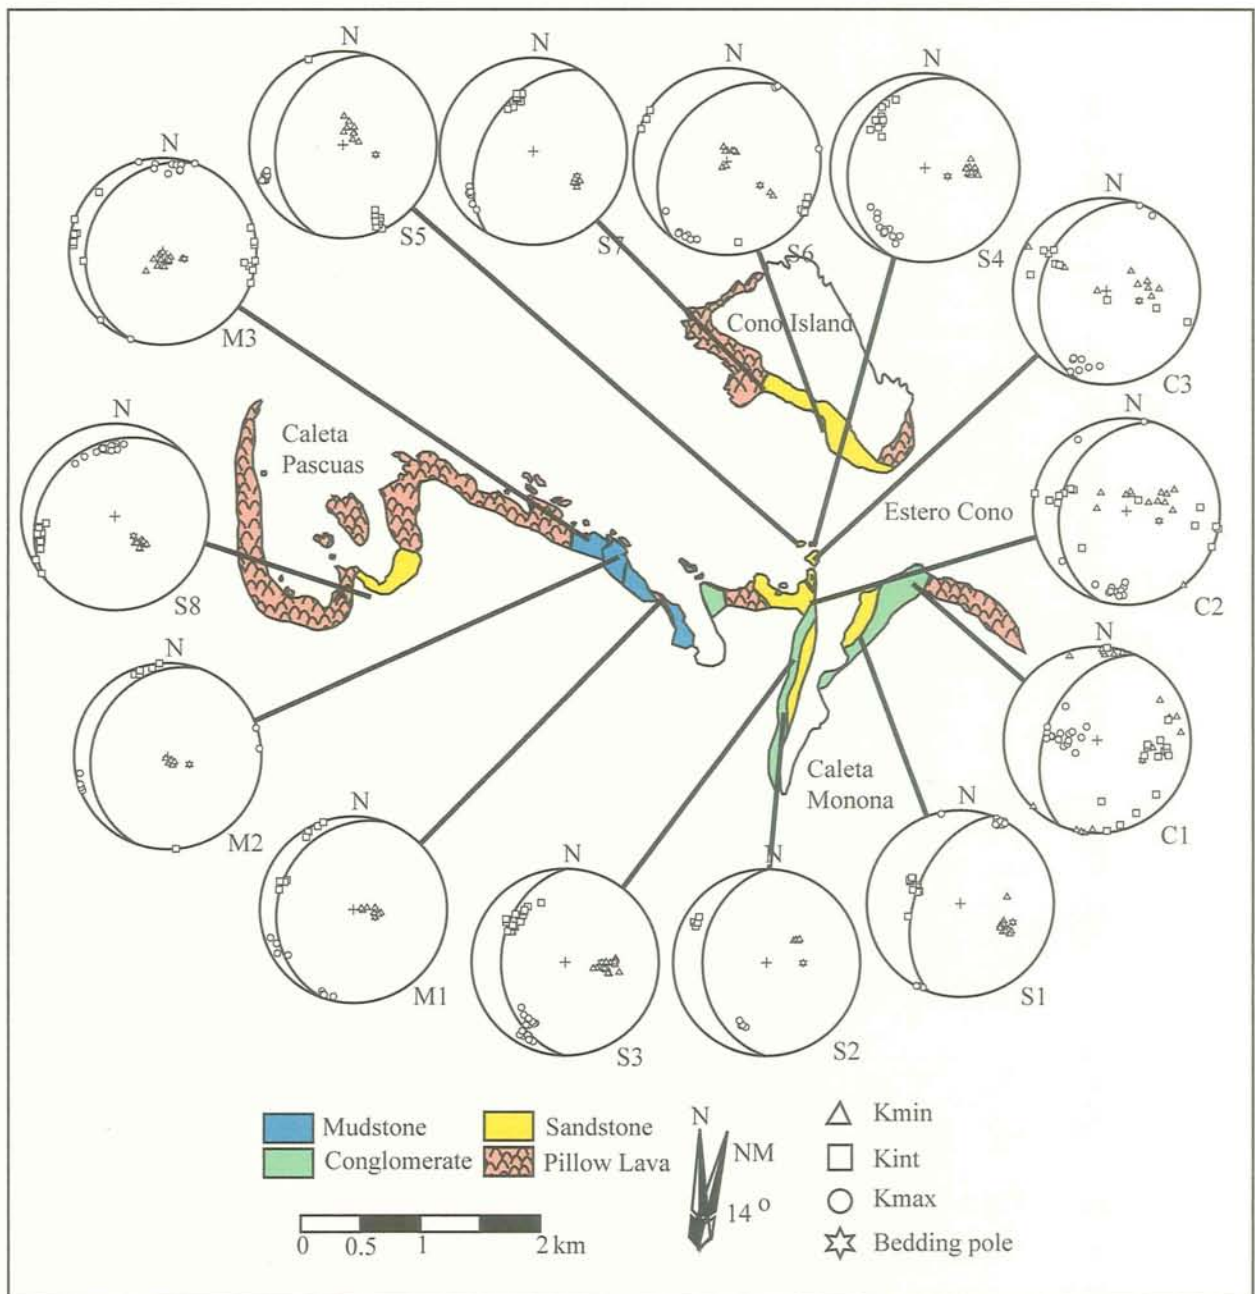 N
S5
N
S7
N
S6
N
S4
N
M3
N
C3
Cono Island
Caleta
Pascuas
N
S8
Estero Cono
N
C2
N
M2
N
C1
Caleta
Monona
N
M1
N
S3
N
S2
N
S1
Mudstone
Sandstone
Conglomerate
Pillow Lava
0 0.5 1 2 km
N
NM
14 o
Kmin
Kint
Kmax
Bedding pole